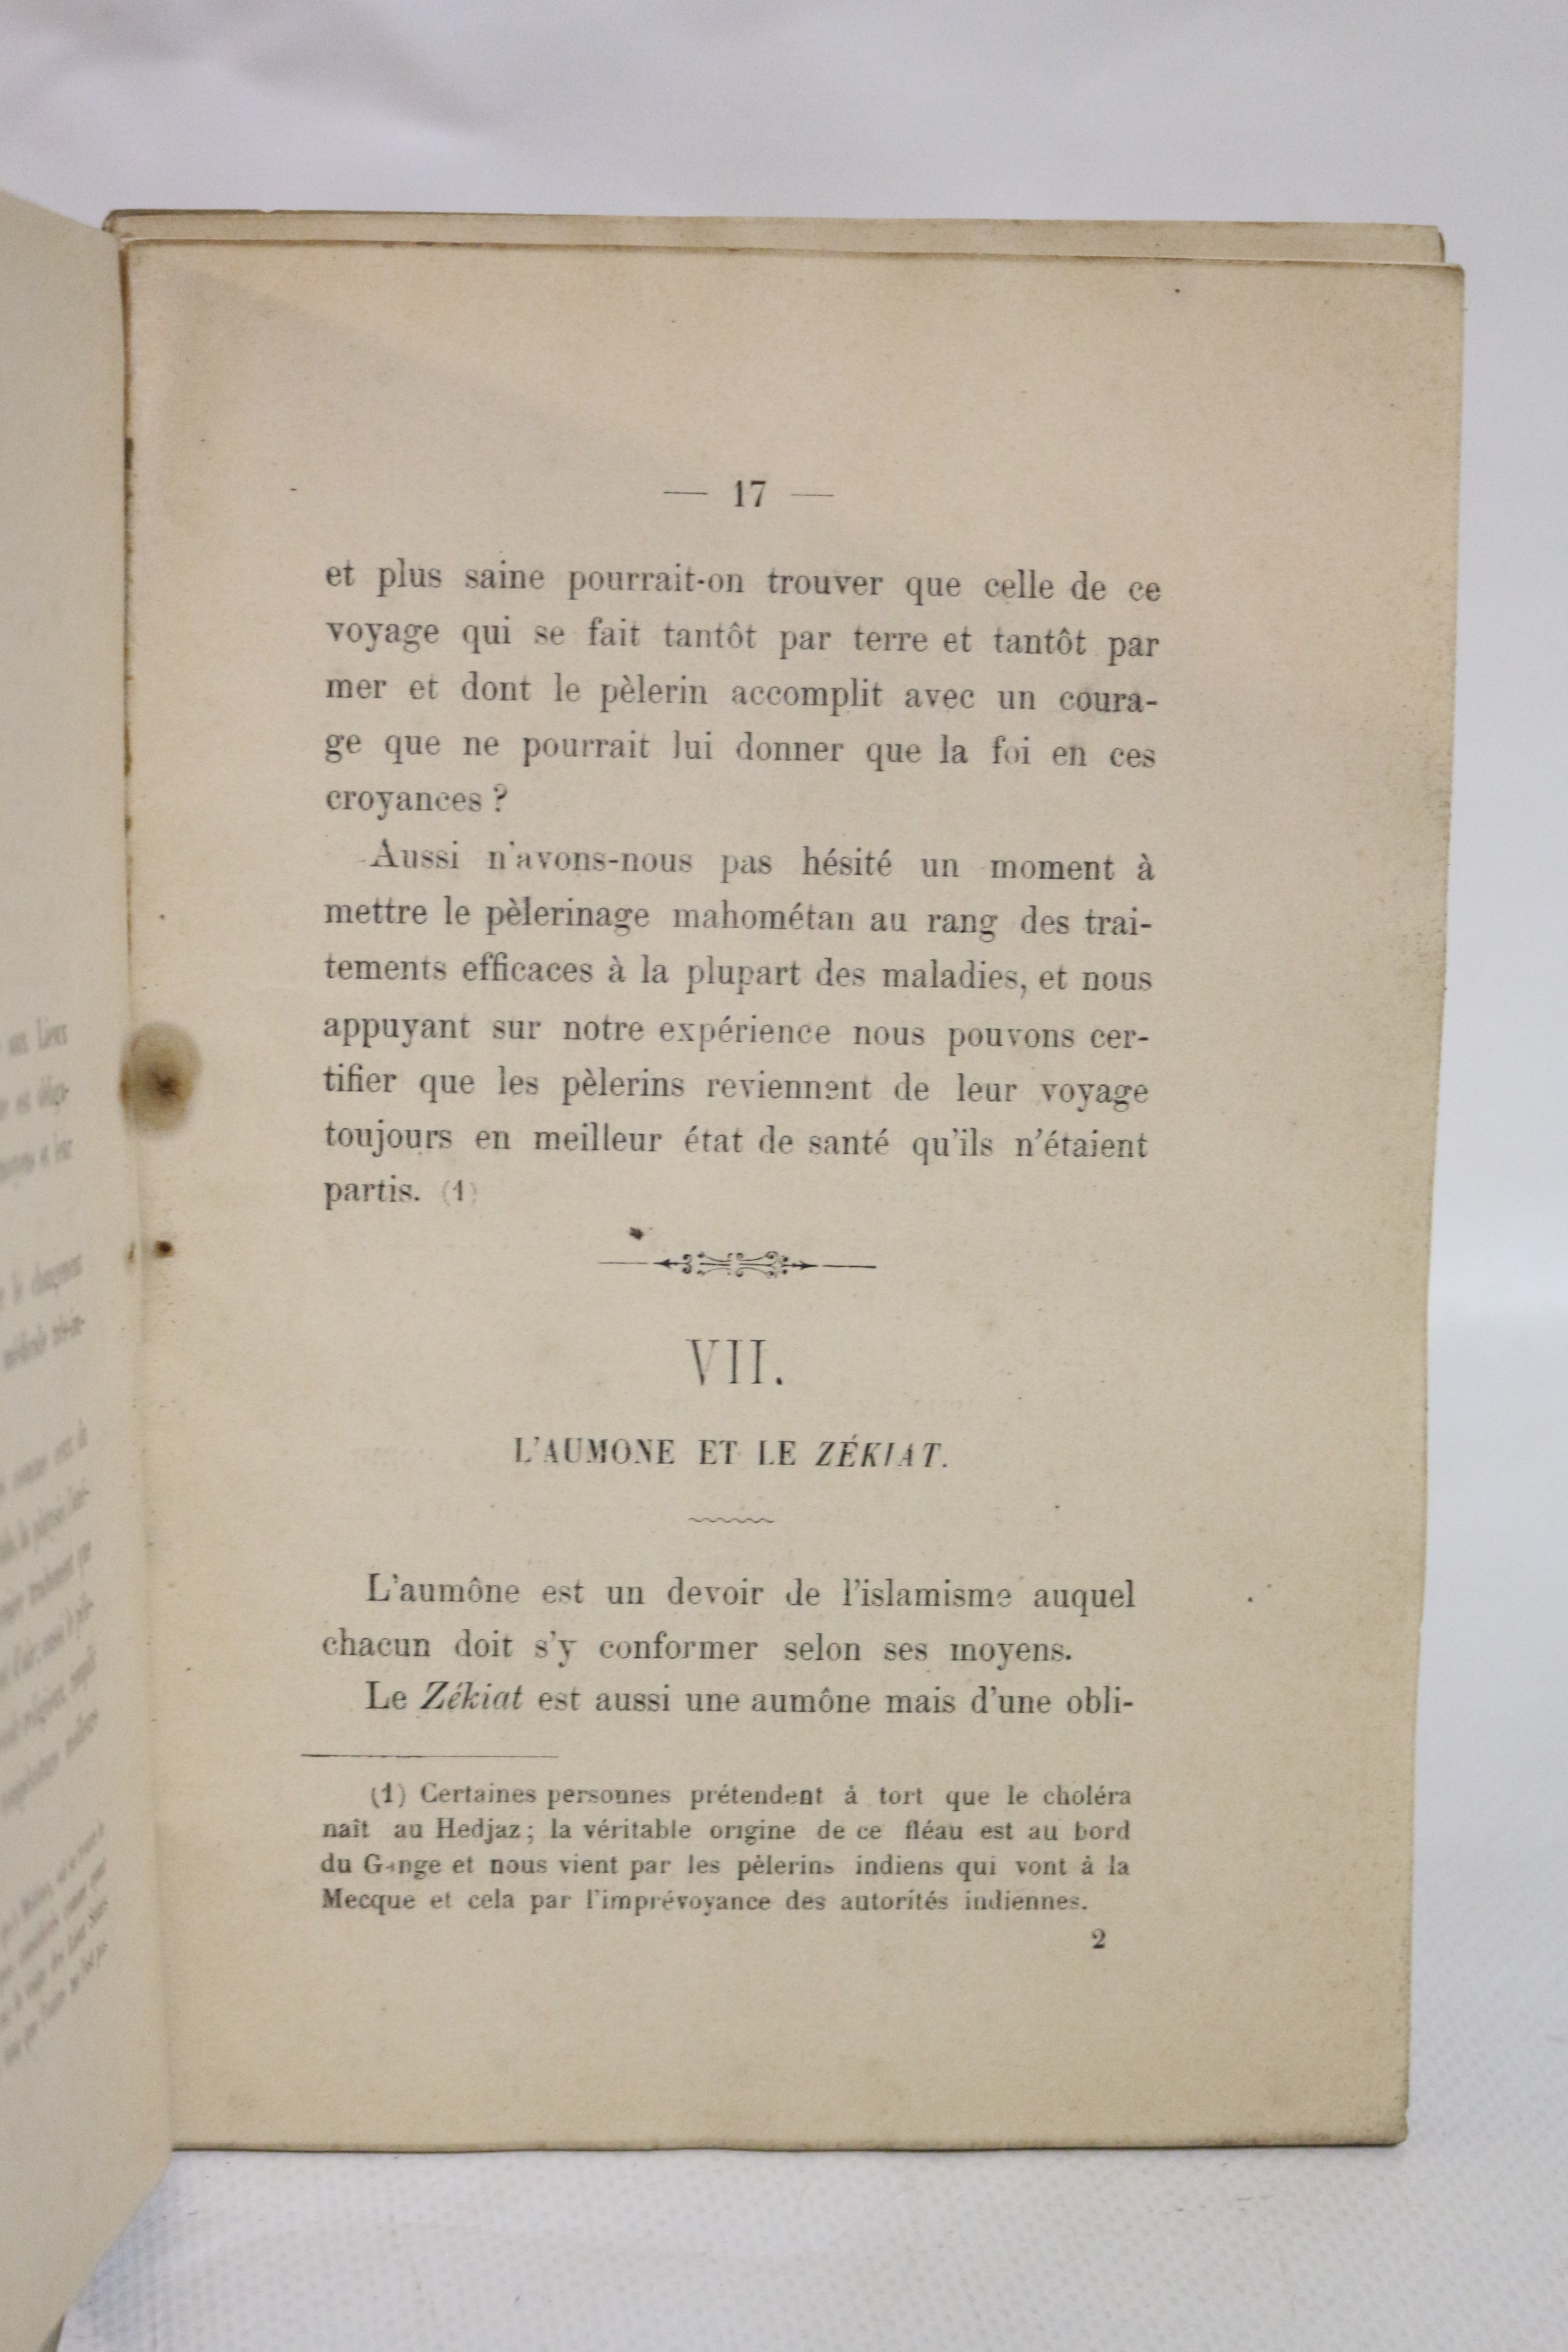 — 17 —
et plus saine pourrait-on trouver que celle de ce
voyage qui se fait tantôt par terre et tantôt par
mer et dont le pèlerin accomplit avec un coura-
ge que ne pourrait lui donner que la foi en ces
croyances ?
Aussi n'avons-nous pas hésité un moment à
mettre le pèlerinage mahométan au rang des trai-
tements efficaces à la plupart des maladies, et nous
appuyant sur notre expérience nous pouvons cer-
tifier que les pèlerins reviennent de leur voyage
toujours en meilleur état de santé qu'ils n'étaient
partis. (1)
VII.
L'AUMONE ET LE ZÉKIAT.
L'aumône est un devoir de l'islamisme auquel
chacun doit s'y conformer selon ses moyens.
Le Zékiat est aussi une aumône mais d'une obli-
(1) Certaines personnes prétendent à tort que le choléra
naît au Hedjaz ; la véritable origine de ce fléau est au bord
du Gange et nous vient par les pèlerins indiens qui vont à la
Mecque et cela par l'imprévoyance des autorités indiennes.
2